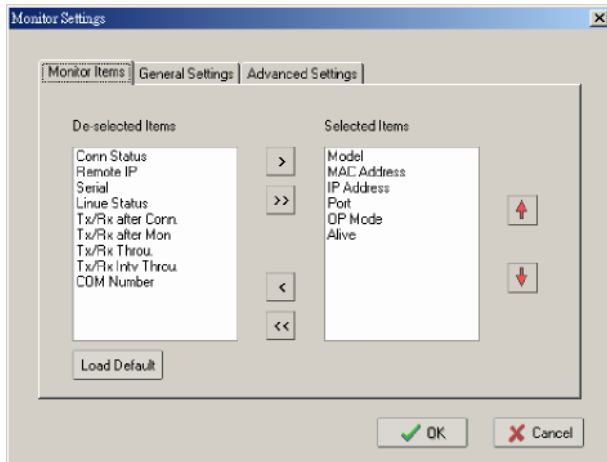 Monitor Settings
Monitor Items General Settings Advanced Settings
De-selected Items
Conn Status
Remote IP
Serial
Linue Status
Tx/Rx after Conn.
Tx/Rx after Mon
Tx/Rx Throu.
Tx/Rx Intv Throu.
COM Number
>
>>
<
<<
Selected Items
Model
MAC Address
IP Address
Port
OP Mode
Alive
Load Default
OK Cancel